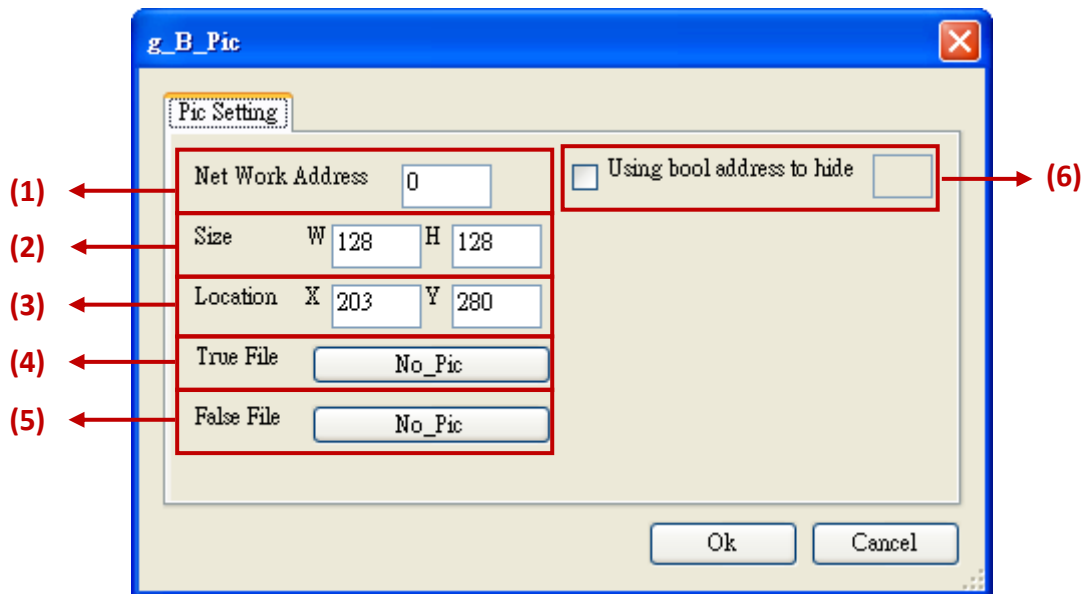 g_B_Pic
Pic Setting
(1) Net Work Address 0
Using bool address to hide (6)
(2) Size W 128 H 128
(3) Location X 203 Y 280
(4) True File No_Pic
(5) False File No_Pic
Ok Cancel